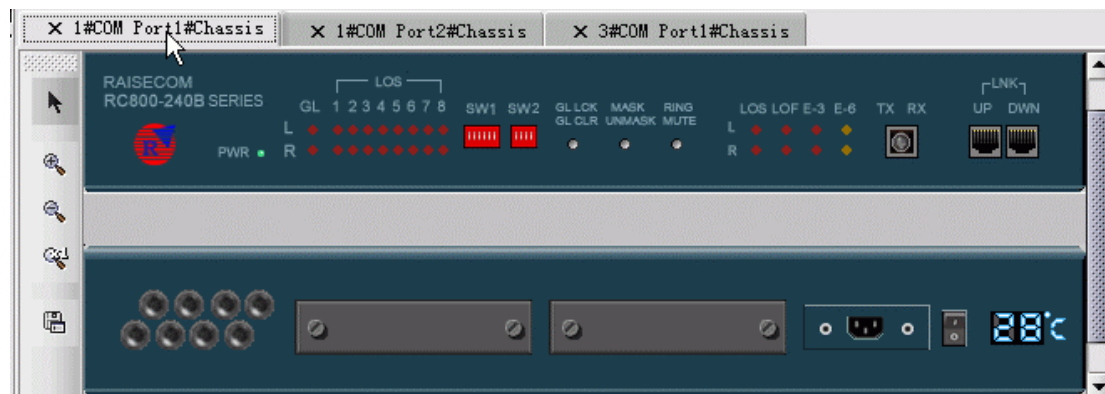 × 1#COM Port1#Chassis × 1#COM Port2#Chassis × 3#COM Port1#Chassis
RAISECOM
RC800-240B SERIES
LOS
GL 1 2 3 4 5 6 7 8 SW1 SW2
L
R
PWR
GL LCK MASK RING
GL CLR UNMASK MUTE
LOS LOF E-3 E-6 TX RX
L
R
LNK
UP DWN
R
28°C